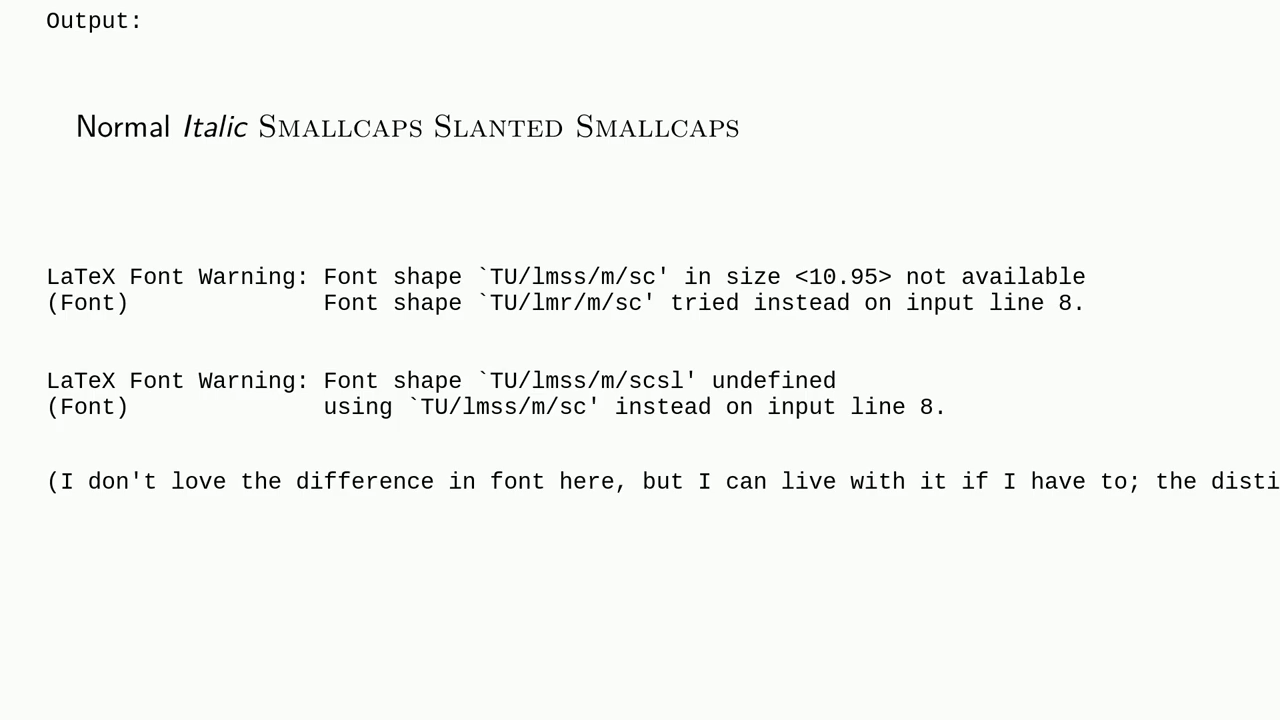 Output:
Normal Italic Smallcaps Slanted Smallcaps
LaTeX Font Warning: Font shape `TU/lmss/m/sc' in size <10.95> not available
(Font) Font shape `TU/lmr/m/sc' tried instead on input line 8.
LaTeX Font Warning: Font shape `TU/lmss/m/scsl' undefined
(Font) using `TU/lmss/m/sc' instead on input line 8.
(I don't love the difference in font here, but I can live with it if I have to; the